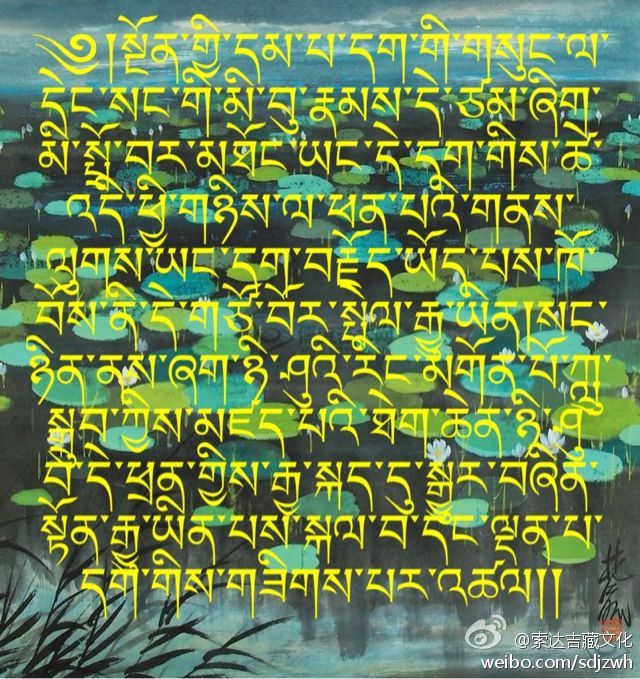 ༄༅།སྔོན་གྱི་དམ་པ་དག་གི་གསུང་ལ་
དེང་སང་གི་མི་བུ་རྣམས་དེ་ཙམ་ཞིག་
མི་སྤྲོ་བར་མཐོང་ཡང་དེ་དག་གིས་ཚེ་
འདི་ཕྱི་གཉིས་ལ་ཕན་པའི་གནས་
ལུགས་ཡང་དག་བརྗོད་ཡོད་པས་ཁོ་
བོས་ནི་དེ་གཙོ་བོར་སྤེལ་རྒྱུ་ཡིན།སང་
ཉིན་ནས་ཞག་ཉི་ཤུའི་རིང་མགོན་པོ་ཀླུ་
སྒྲུབ་ཀྱིས་མཛད་པའི་ཐེག་ཆེན་ཉི་ཤུ་
པ་དེ་ཕྲན་གྱིས་རྒྱ་སྐད་དུ་སྒྱུར་བཞིན་
སྟོན་རྒྱུ་ཡིན་པས་སྐལ་བ་དང་ལྡན་པ་
དག་གིས་གཟིགས་པར་འཚལ།།
@索达吉藏文化
weibo.com/sdjzwh